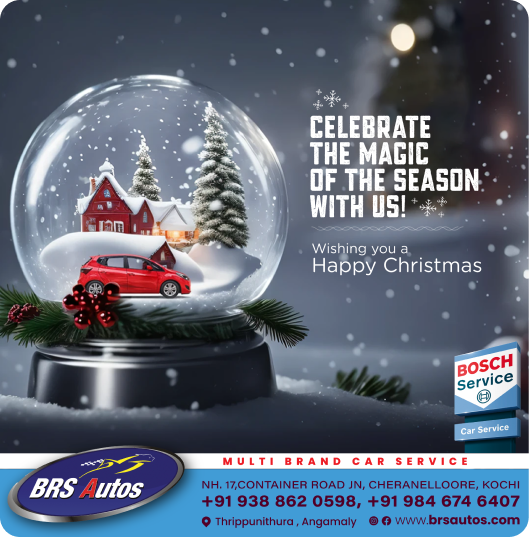 CELEBRATE
THE MAGIC
OF THE SEASON
WITH US!
Wishing you a
Happy Christmas
BOSCH
Service
Car Service
MULTI BRAND CAR SERVICE
BRS Autos
NH. 17,CONTAINER ROAD JN, CHERANELLOORE, KOCHI
+91 938 862 0598, +91 984 674 6407
Thrippunithura , Angamaly www.brsautos.com